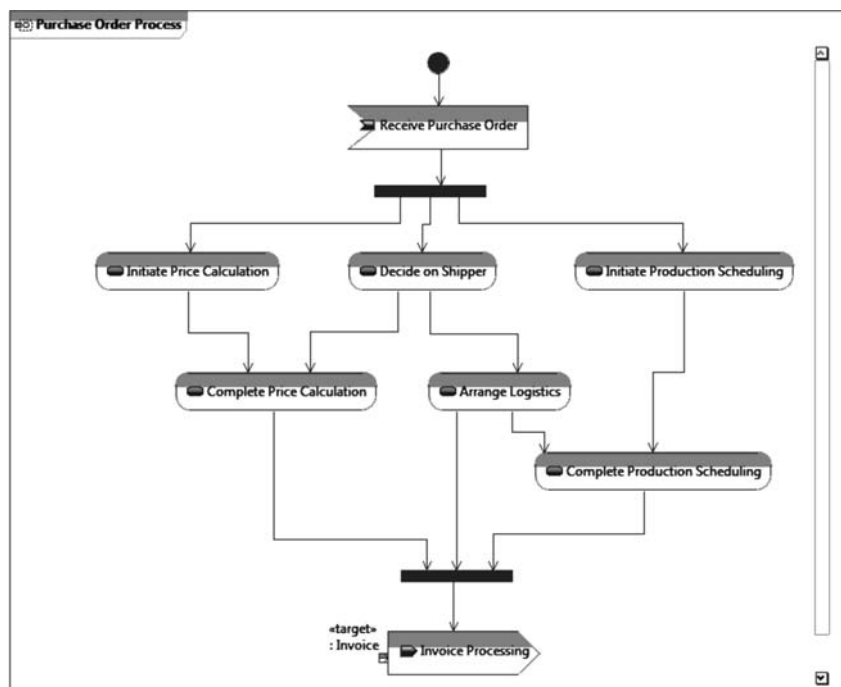 Purchase Order Process
Receive Purchase Order
Initiate Price Calculation
Decide on Shipper
Initiate Production Scheduling
Complete Price Calculation
Arrange Logistics
Complete Production Scheduling
«target»
: Invoice
Invoice Processing